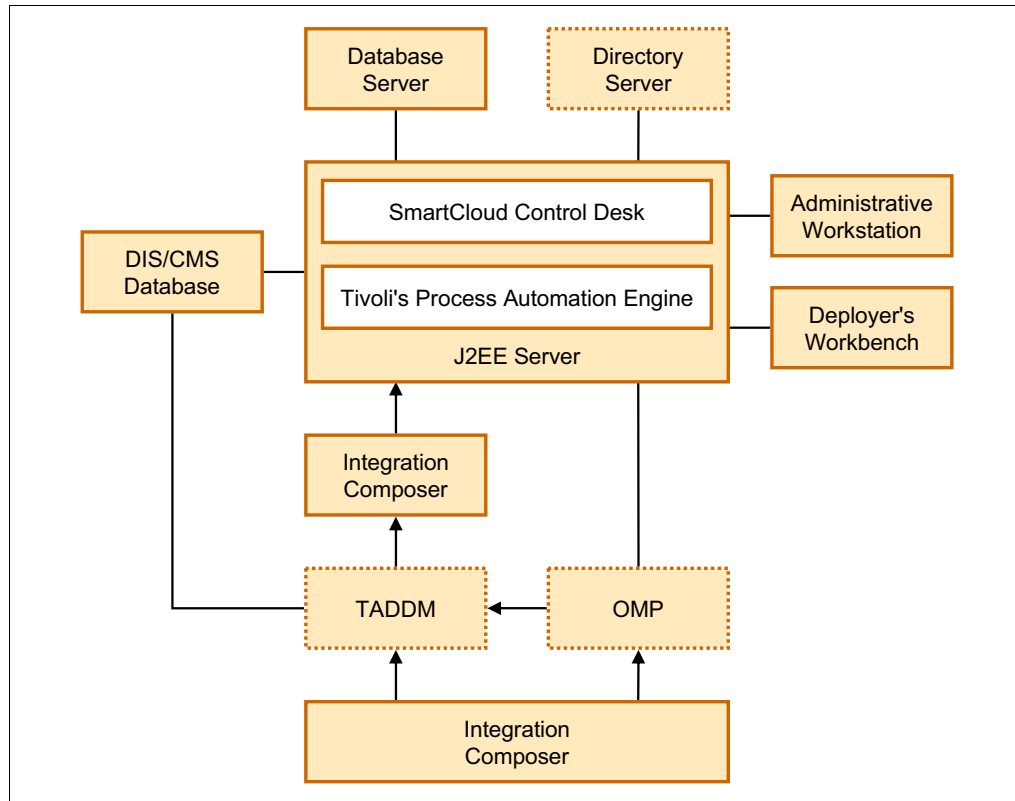 Database
Server
Directory
Server
SmartCloud Control Desk
Administrative
Workstation
DIS/CMS
Database
Tivoli's Process Automation Engine
Deployer's
Workbench
J2EE Server
Integration
Composer
TADDM
OMP
Integration
Composer